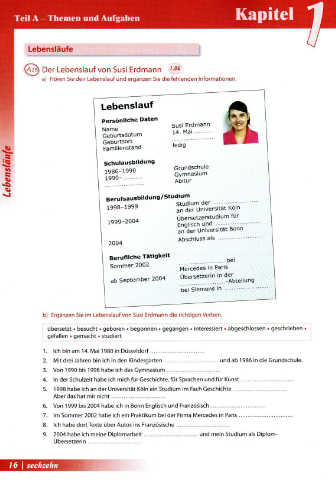 Teil A – Themen und Aufgaben
Kapitel 1
Lebensläufe
Lebensläufe
A16 Der Lebenslauf von Susi Erdmann 1.06
a) Hören Sie den Lebenslauf und ergänzen Sie die fehlenden Informationen.
Lebenslauf
Persönliche Daten
Name Susi Erdmann
Geburtsdatum 14. Mai ............
Geburtsort ............
Familienstand ledig
Schulausbildung
1986–1990 Grundschule
1990–............ Gymnasium
............ Abitur
Berufsausbildung/Studium
1998–1999 Studium der ............
an der Universität Köln
1999–2004 Übersetzerstudium für
Englisch und ............
an der Universität Bonn
2004 Abschluss als ............
Berufliche Tätigkeit
Sommer 2002 ............ bei
Mercedes in Paris
ab September 2004 Übersetzerin in der
............-Abteilung
bei Siemens in ............
b) Ergänzen Sie im Lebenslauf von Susi Erdmann die richtigen Verben.
übersetzt • besucht • geboren • begonnen • gegangen • interessiert • abgeschlossen • geschrieben •
gefallen • gemacht • studiert
1. Ich bin am 14. Mai 1980 in Düsseldorf ............
2. Mit drei Jahren bin ich in den Kindergarten ............ und ab 1986 in die Grundschule.
3. Von 1990 bis 1998 habe ich das Gymnasium ............
4. In der Schulzeit habe ich mich für Geschichte, für Sprachen und für Kunst ............
5. 1998 habe ich an der Universität Köln ein Studium im Fach Geschichte ............
Aber das hat mir nicht ............
6. Von 1999 bis 2004 habe ich in Bonn Englisch und Französisch ............
7. Im Sommer 2002 habe ich ein Praktikum bei der Firma Mercedes in Paris ............
8. Ich habe dort Texte über Autos ins Französische ............
9. 2004 habe ich meine Diplomarbeit ............ und mein Studium als Diplom-
Übersetzerin ............
16 | sechzehn